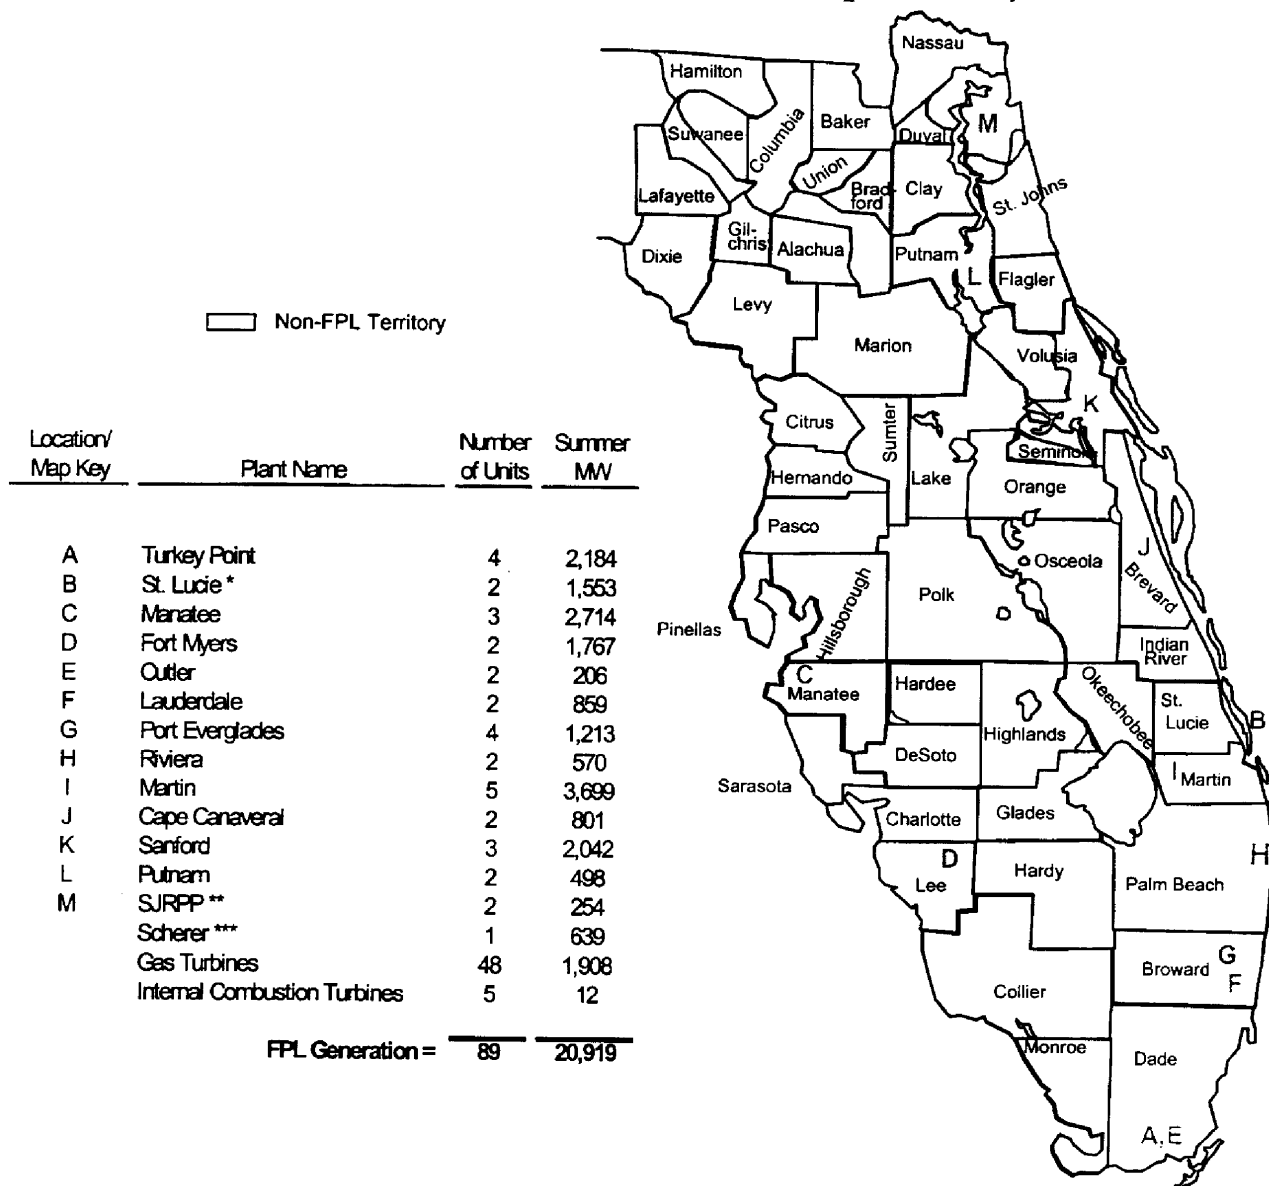 Nassau
Hamilton
Suwanee
Columbia
Baker
Duval
M
Union
Brad-
ford
Clay
St. Johns
Lafayette
Gil-
chris
Alachua
Putnam
L
Flagler
Dixie
Levy
Marion
Volusia
K
Non-FPL Territory
Citrus
Sumter
Seminol
Hernando
Lake
Orange
Pasco
J
Osceola
Brevard
Polk
Hillsborough
Pinellas
Indian
River
C
Manatee
Hardee
Okeechobee
St.
Lucie
B
Highlands
DeSoto
Sarasota
I Martin
Charlotte
Glades
H
D
Lee
Hardy
Palm Beach
G
Broward
F
Coilier
Monroe
Dade
A, E
Location/ Number Summer
Map Key Plant Name of Units MW
A Turkey Point 4 2,184
B St. Lucie * 2 1,553
C Manatee 3 2,714
D Fort Myers 2 1,767
E Cutler 2 206
F Lauderdale 2 859
G Port Everglades 4 1,213
H Riviera 2 570
I Martin 5 3,699
J Cape Canaveral 2 801
K Sanford 3 2,042
L Putnam 2 498
M SJRPP ** 2 254
Scherer *** 1 639
Gas Turbines 48 1,908
Internal Combustion Turbines 5 12
FPL Generation = 89 20,919